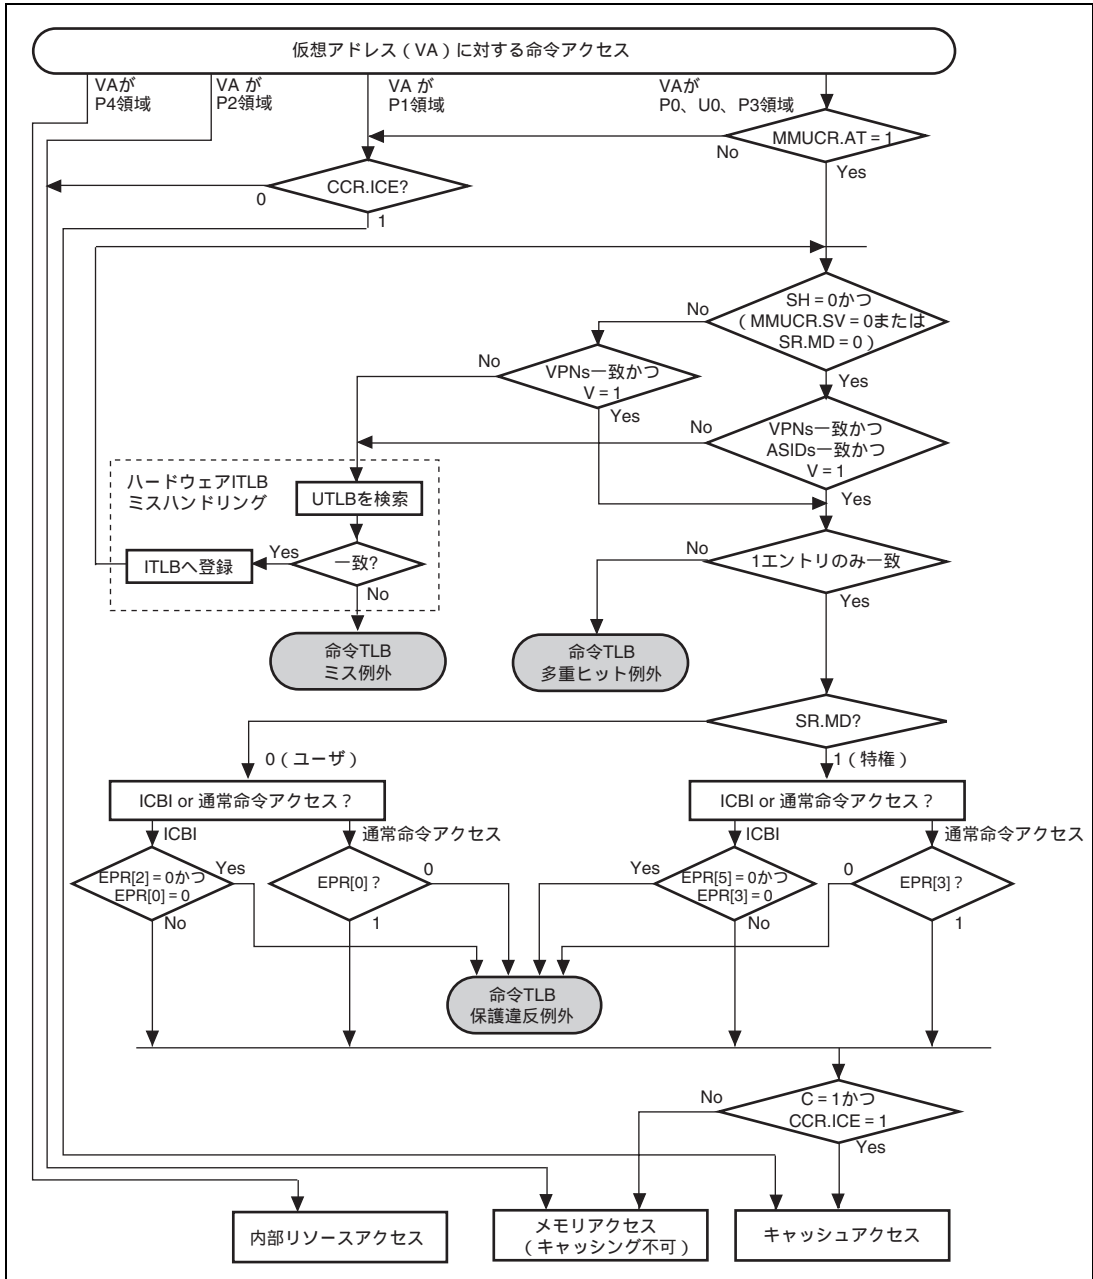 仮想アドレス（VA）に対する命令アクセス
VAが
P4領域
VA が
P2領域
VA が
P1領域
VAが
P0、U0、P3領域
MMUCR.AT = 1
No
Yes
CCR.ICE?
0
1
SH = 0かつ
（MMUCR.SV = 0または
SR.MD = 0）
No
Yes
VPNs一致かつ
V = 1
No
Yes
VPNs一致かつ
ASIDs一致かつ
V = 1
No
Yes
ハードウェアITLB
ミスハンドリング
UTLBを検索
一致?
Yes
No
ITLBへ登録
1エントリのみ一致
No
Yes
命令TLB
ミス例外
命令TLB
多重ヒット例外
SR.MD?
0（ユーザ）
1（特権）
ICBI or 通常命令アクセス？
ICBI or 通常命令アクセス？
ICBI
通常命令アクセス
ICBI
通常命令アクセス
EPR[2] = 0かつ
EPR[0] = 0
Yes
No
EPR[0]？
0
1
EPR[5] = 0かつ
EPR[3] = 0
Yes
No
EPR[3]？
0
1
命令TLB
保護違反例外
C = 1かつ
CCR.ICE = 1
No
Yes
内部リソースアクセス
メモリアクセス
（キャッシング不可）
キャッシュアクセス